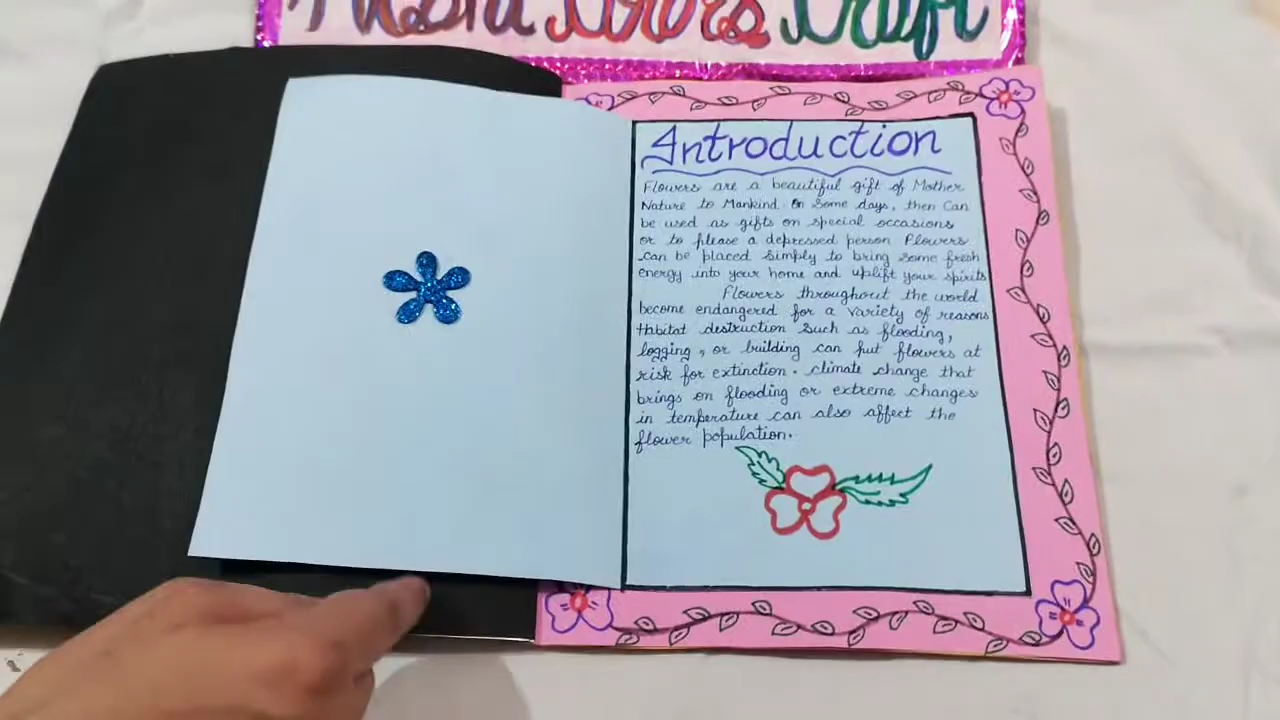 Craft
Introduction
Flowers are a beautiful gift of Mother
Nature to Mankind. On Some days, then Can
be used as gifts on special occasions
or to please a depressed person Flowers
can be placed Simply to bring some fresh
energy into your home and uplift your spirits
Flowers throughout the world
become endangered for a variety of reasons
Habitat destruction Such as flooding,
logging, or building can put flowers at
risk for extinction. climate change that
brings on flooding or extreme changes
in temperature can also affect the
flower population.